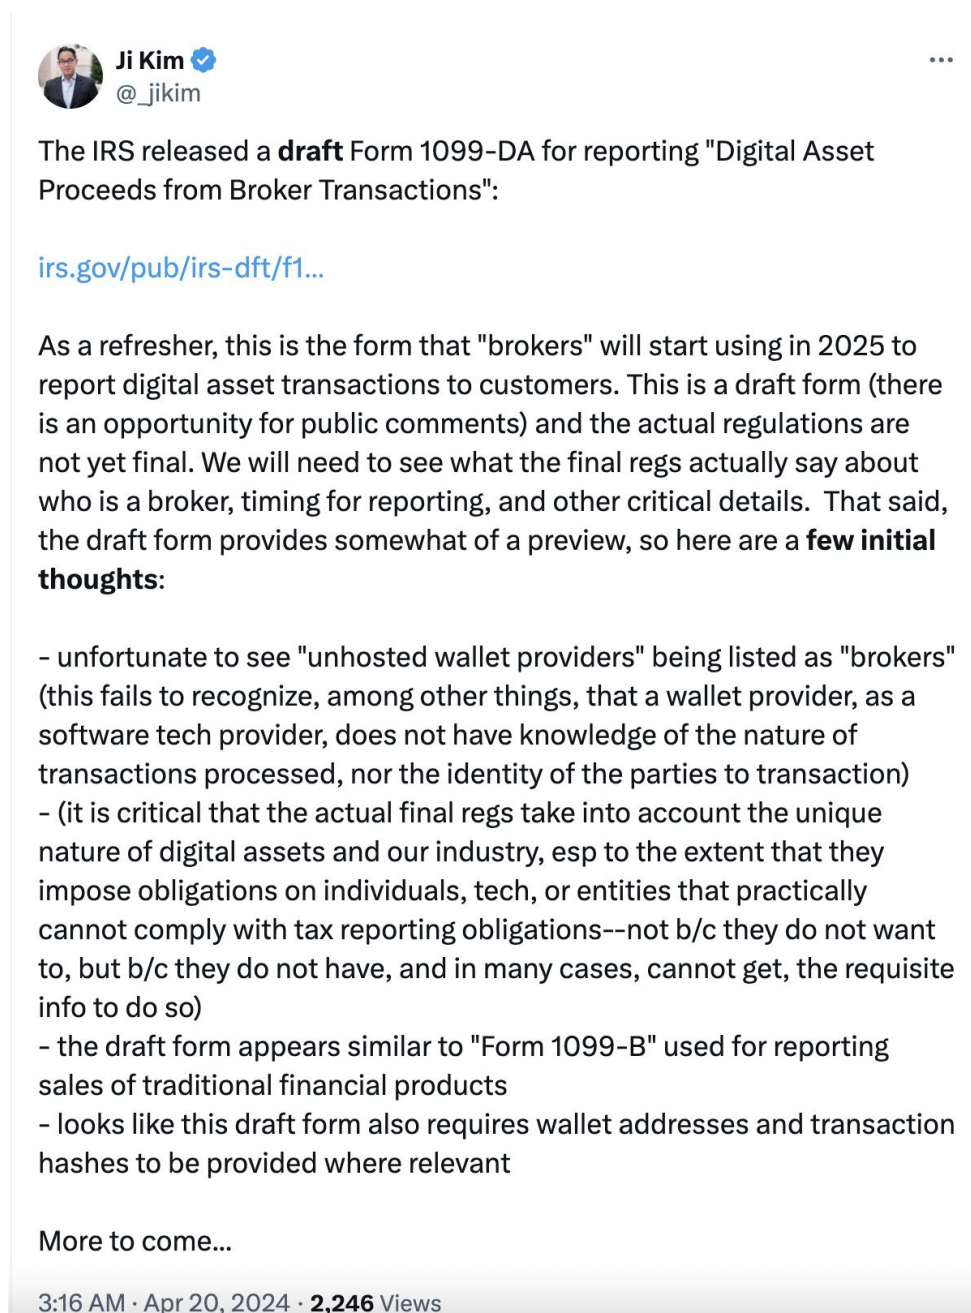 Ji Kim
@_jikim
The IRS released a draft Form 1099-DA for reporting "Digital Asset
Proceeds from Broker Transactions":
irs.gov/pub/irs-dft/f1...
As a refresher, this is the form that "brokers" will start using in 2025 to
report digital asset transactions to customers. This is a draft form (there
is an opportunity for public comments) and the actual regulations are
not yet final. We will need to see what the final regs actually say about
who is a broker, timing for reporting, and other critical details.  That said,
the draft form provides somewhat of a preview, so here are a few initial
thoughts:
- unfortunate to see "unhosted wallet providers" being listed as "brokers"
(this fails to recognize, among other things, that a wallet provider, as a
software tech provider, does not have knowledge of the nature of
transactions processed, nor the identity of the parties to transaction)
- (it is critical that the actual final regs take into account the unique
nature of digital assets and our industry, esp to the extent that they
impose obligations on individuals, tech, or entities that practically
cannot comply with tax reporting obligations--not b/c they do not want
to, but b/c they do not have, and in many cases, cannot get, the requisite
info to do so)
- the draft form appears similar to "Form 1099-B" used for reporting
sales of traditional financial products
- looks like this draft form also requires wallet addresses and transaction
hashes to be provided where relevant
More to come...
3:16 AM · Apr 20, 2024 · 2,246 Views